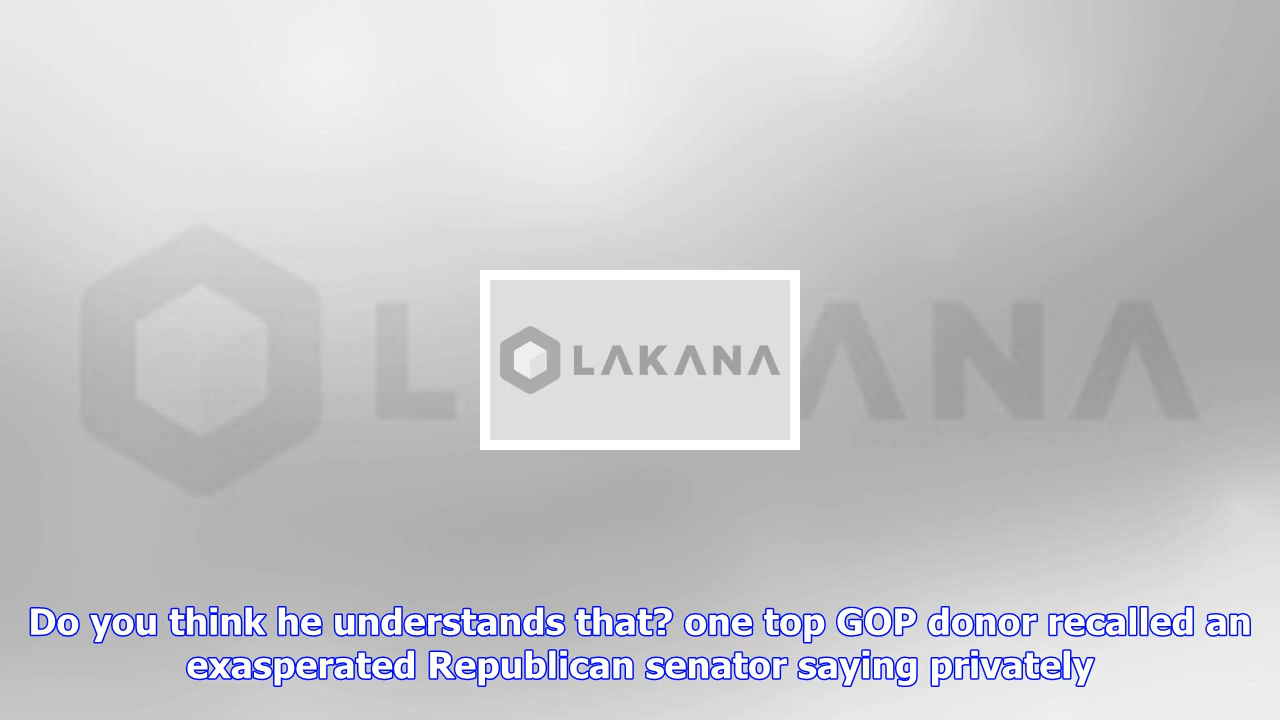 LAKANA
Do you think he understands that? one top GOP donor recalled an
exasperated Republican senator saying privately